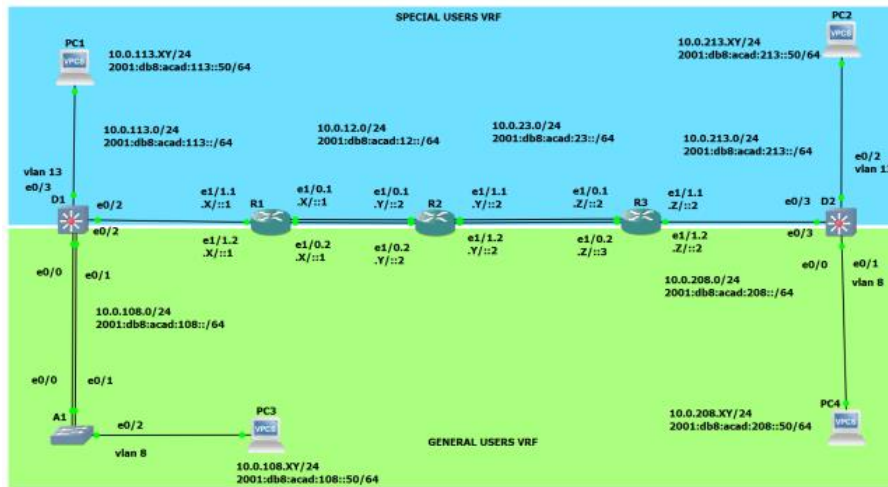 SPECIAL USERS VRF
PC1
VPCS
10.0.113.XY/24
2001:db8:acad:113::50/64
10.0.213.XY/24
2001:db8:acad:213::50/64
PC2
VPCS
10.0.113.0/24
2001:db8:acad:113::/64
10.0.12.0/24
2001:db8:acad:12::/64
10.0.23.0/24
2001:db8:acad:23::/64
10.0.213.0/24
2001:db8:acad:213::/64
vlan 13
e0/3
D1
e0/2
e0/2
e1/1.1
.X/::1
R1
e1/0.1
.X/::1
e1/0.1
.Y/::2
R2
e1/1.1
.Y/::2
e0/1.1
.Z/::2
R3
e1/1.1
.Z/::2
e0/3
D2
e0/3
e0/2
e1/1.2
.X/::1
e1/0.2
.X/::1
e1/0.2
.Y/::2
e1/1.2
.Y/::2
e1/0.2
.Z/::3
e1/1.2
.Z/::2
e0/0
e0/1
e0/0
e0/1
vlan 8
10.0.108.0/24
2001:db8:acad:108::/64
10.0.208.0/24
2001:db8:acad:208::/64
e0/0
e0/1
A1
e0/2
vlan 8
PC3
VPCS
10.0.108.XY/24
2001:db8:acad:108::50/64
GENERAL USERS VRF
10.0.208.XY/24
2001:db8:acad:208::50/64
PC4
VPCS